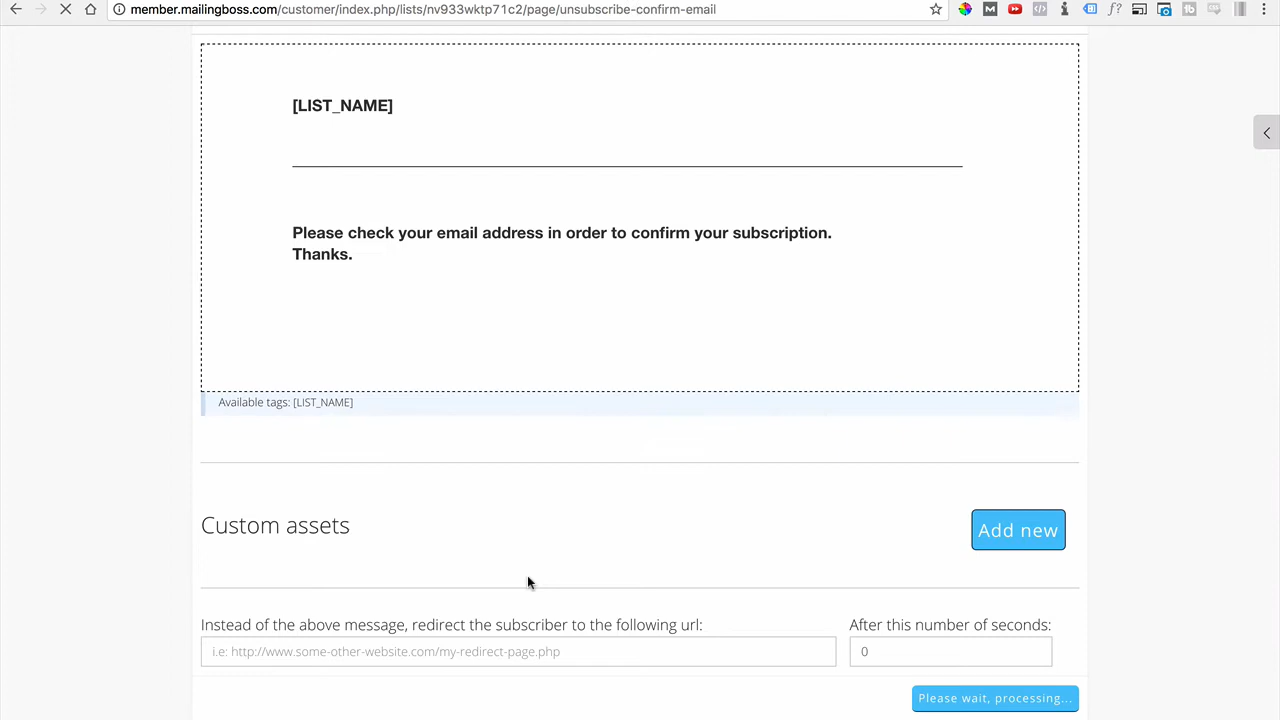 member.mailingboss.com/customer/index.php/lists/nv933wktp71c2/page/unsubscribe-confirm-email
[LIST_NAME]
Please check your email address in order to confirm your subscription.
Thanks.
Available tags: [LIST_NAME]
Custom assets
Add new
Instead of the above message, redirect the subscriber to the following url:
After this number of seconds:
i.e: http://www.some-other-website.com/my-redirect-page.php
0
Please wait, processing...